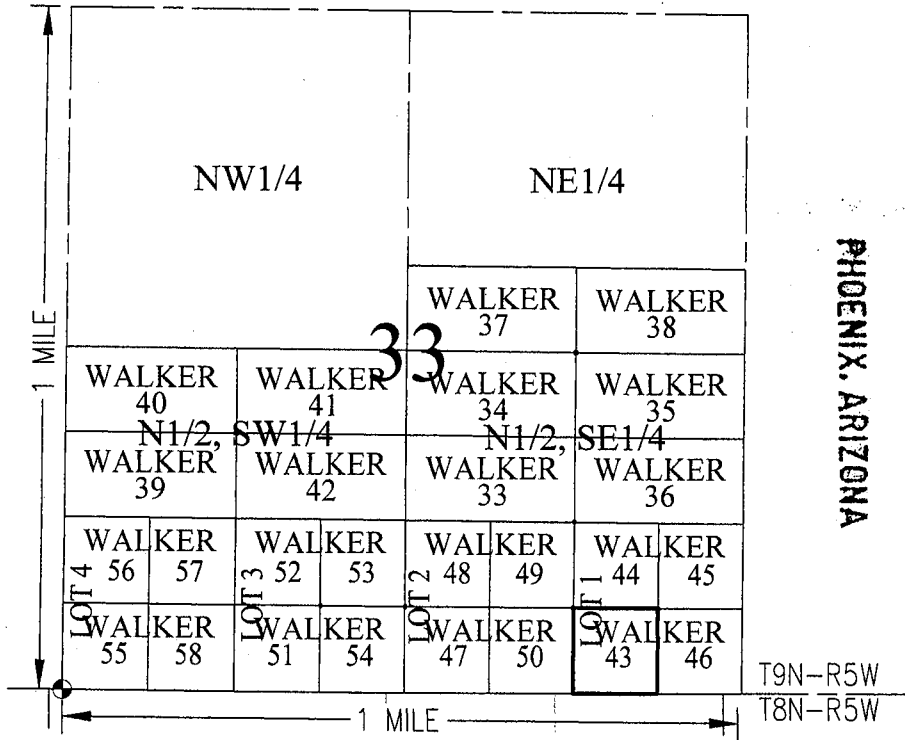 NW1/4
NE1/4
1 MILE
PHOENIX, ARIZONA
33
WALKER
37
WALKER
38
WALKER
40
WALKER
41
WALKER
34
WALKER
35
N1/2, SW1/4
N1/2, SE1/4
WALKER
39
WALKER
42
WALKER
33
WALKER
36
LOT 4
WALKER
56 57
LOT 3
WALKER
52 53
LOT 2
WALKER
48 49
LOT 1
WALKER
44 45
WALKER
55 58
WALKER
51 54
WALKER
47 50
WALKER
43 46
T9N-R5W
T8N-R5W
1 MILE